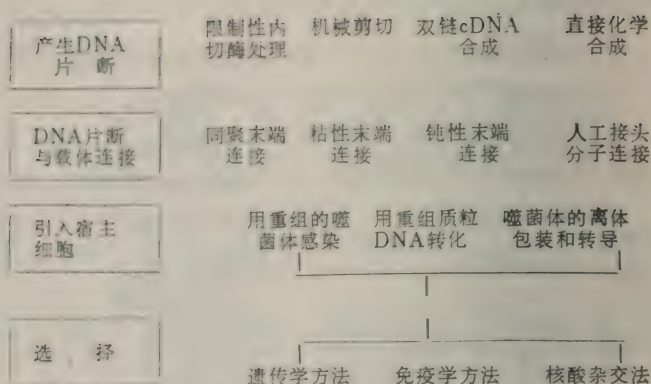 产生DNA
片 断
限制性内
切酶处理
机械剪切
双链cDNA
合成
直接化学
合成
DNA片断
与载体连接
同聚末端
连接
粘性末端
连接
钝性末端
连接
人工接头
分子连接
引入宿主
细胞
用重组的噬
菌体感染
用重组质粒
DNA转化
噬菌体的离体
包装和转导
选 择
遗传学方法
免疫学方法
核酸杂交法